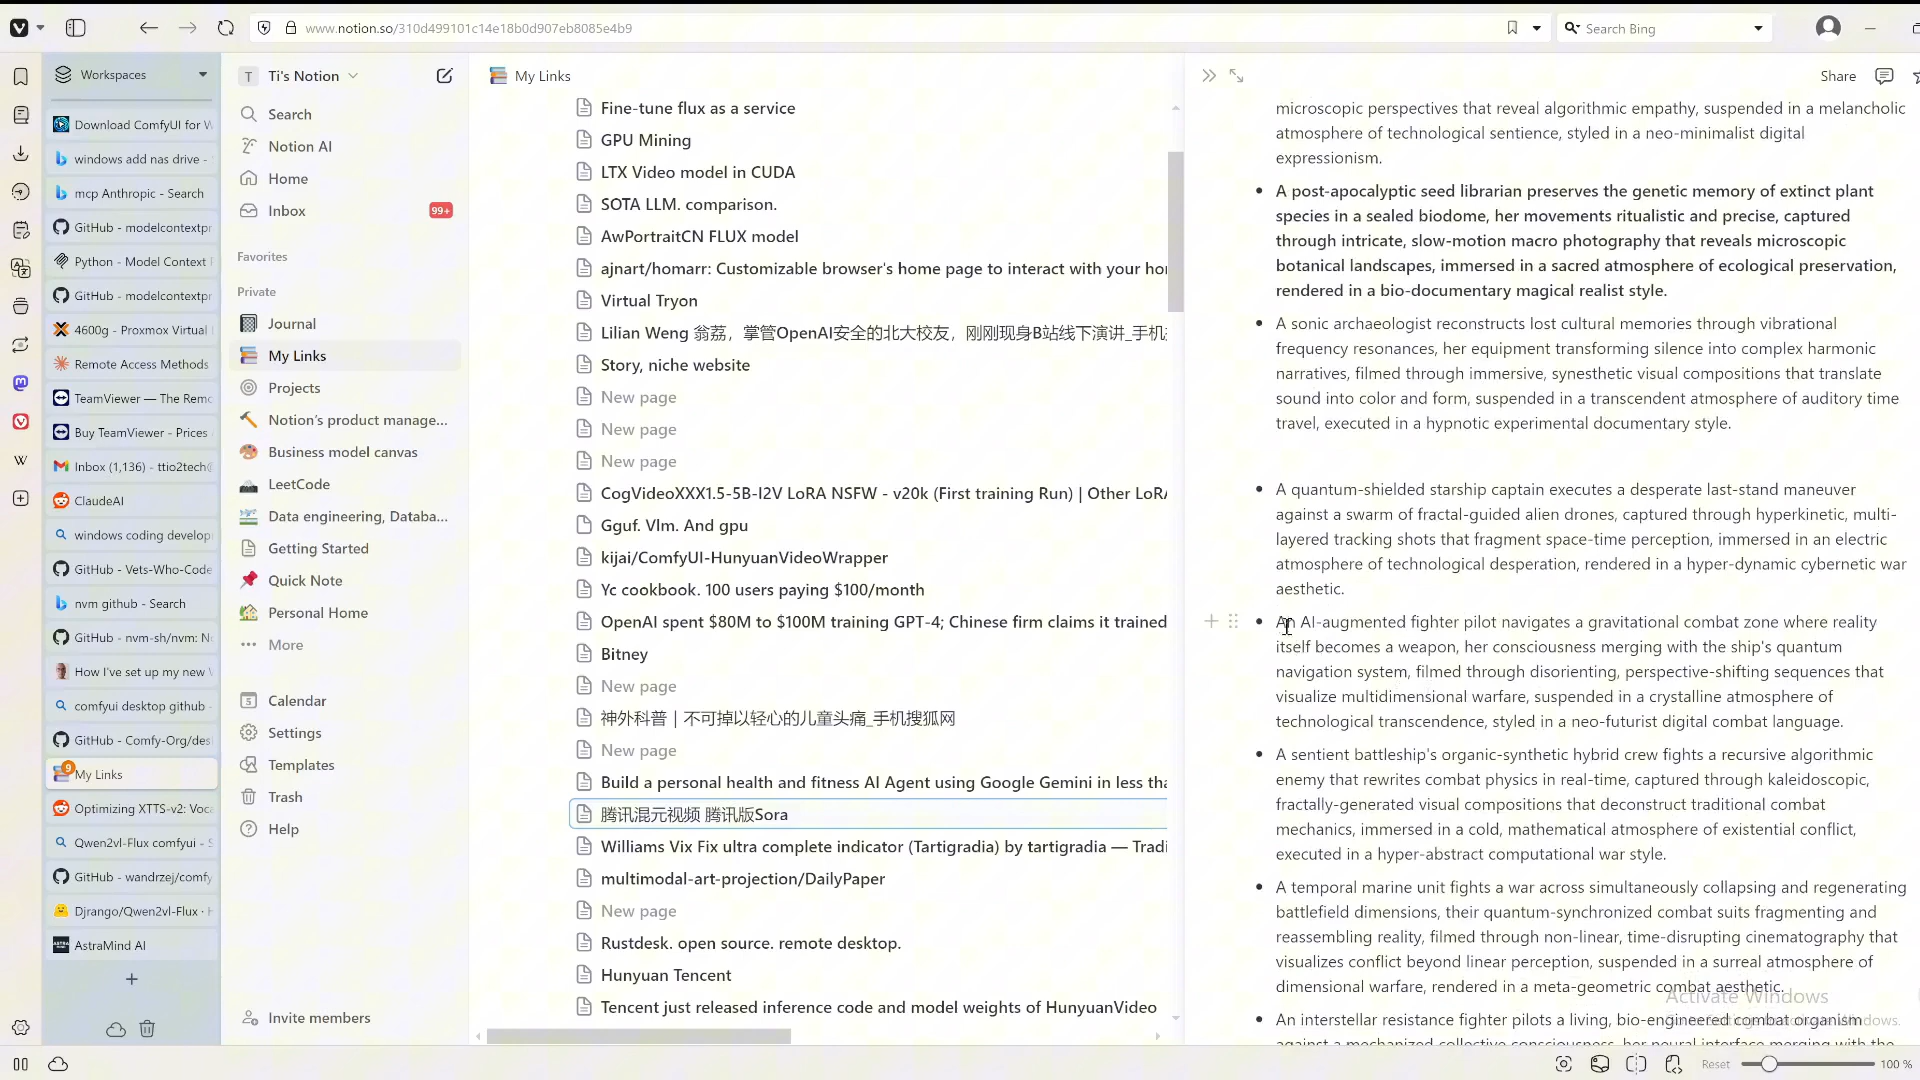 www.notion.so/310d499101c14e18b0d907eb8085e4b9
Search Bing
Workspaces
Download ComfyUI for W
windows add nas drive -
mcp Anthropic - Search
GitHub - modelcontextpr
Python - Model Context
GitHub - modelcontextpr
4600g - Proxmox Virtual
Remote Access Methods
TeamViewer — The Remo
Buy TeamViewer - Prices
Inbox (1,136) - ttio2tech@
ClaudeAI
windows coding develop
GitHub - Vets-Who-Code
nvm github - Search
GitHub - nvm-sh/nvm: N
How I've set up my new
comfyui desktop github -
GitHub - Comfy-Org/des
9
My Links
Optimizing XTTS-v2: Voca
Qwen2vl-Flux comfyui - S
GitHub - wandrzej/comfy
Djrango/Qwen2vl-Flux · H
AstraMind AI
T
Ti's Notion
Search
Notion AI
Home
Inbox
99+
Favorites
Private
Journal
My Links
Projects
Notion's product manage...
Business model canvas
LeetCode
Data engineering, Databa...
Getting Started
Quick Note
Personal Home
More
Calendar
Settings
Templates
Trash
Help
Invite members
My Links
Fine-tune flux as a service
GPU Mining
LTX Video model in CUDA
SOTA LLM. comparison.
AwPortraitCN FLUX model
ajnart/homarr: Customizable browser's home page to interact with your ho
Virtual Tryon
Lilian Weng 翁荔，掌管OpenAI安全的北大校友，刚刚现身B站线下演讲_手机
Story, niche website
New page
New page
New page
CogVideoXXX1.5-5B-I2V LoRA NSFW - v20k (First training Run) | Other LoRA
Gguf. Vlm. And gpu
kijai/ComfyUI-HunyuanVideoWrapper
Yc cookbook. 100 users paying $100/month
OpenAI spent $80M to $100M training GPT-4; Chinese firm claims it trained
Bitney
New page
神外科普｜不可掉以轻心的儿童头痛_手机搜狐网
New page
Build a personal health and fitness AI Agent using Google Gemini in less tha
腾讯混元视频 腾讯版Sora
Williams Vix Fix ultra complete indicator (Tartigradia) by tartigradia — Tradi
multimodal-art-projection/DailyPaper
New page
Rustdesk. open source. remote desktop.
Hunyuan Tencent
Tencent just released inference code and model weights of HunyuanVideo
Share
microscopic perspectives that reveal algorithmic empathy, suspended in a melancholic
atmosphere of technological sentience, styled in a neo-minimalist digital
expressionism.
• A post-apocalyptic seed librarian preserves the genetic memory of extinct plant
species in a sealed biodome, her movements ritualistic and precise, captured
through intricate, slow-motion macro photography that reveals microscopic
botanical landscapes, immersed in a sacred atmosphere of ecological preservation,
rendered in a bio-documentary magical realist style.
• A sonic archaeologist reconstructs lost cultural memories through vibrational
frequency resonances, her equipment transforming silence into complex harmonic
narratives, filmed through immersive, synesthetic visual compositions that translate
sound into color and form, suspended in a transcendent atmosphere of auditory time
travel, executed in a hypnotic experimental documentary style.
• A quantum-shielded starship captain executes a desperate last-stand maneuver
against a swarm of fractal-guided alien drones, captured through hyperkinetic, multi-
layered tracking shots that fragment space-time perception, immersed in an electric
atmosphere of technological desperation, rendered in a hyper-dynamic cybernetic war
aesthetic.
• An AI-augmented fighter pilot navigates a gravitational combat zone where reality
itself becomes a weapon, her consciousness merging with the ship's quantum
navigation system, filmed through disorienting, perspective-shifting sequences that
visualize multidimensional warfare, suspended in a crystalline atmosphere of
technological transcendence, styled in a neo-futurist digital combat language.
• A sentient battleship's organic-synthetic hybrid crew fights a recursive algorithmic
enemy that rewrites combat physics in real-time, captured through kaleidoscopic,
fractally-generated visual compositions that deconstruct traditional combat
mechanics, immersed in a cold, mathematical atmosphere of existential conflict,
executed in a hyper-abstract computational war style.
• A temporal marine unit fights a war across simultaneously collapsing and regenerating
battlefield dimensions, their quantum-synchronized combat suits fragmenting and
reassembling reality, filmed through non-linear, time-disrupting cinematography that
visualizes conflict beyond linear perception, suspended in a surreal atmosphere of
dimensional warfare, rendered in a meta-geometric combat aesthetic.
Activate Windows
• An interstellar resistance fighter pilots a living, bio-engineered combat organism
against a mechanized collective consciousness, her neural interface merging with the
Reset
100 %